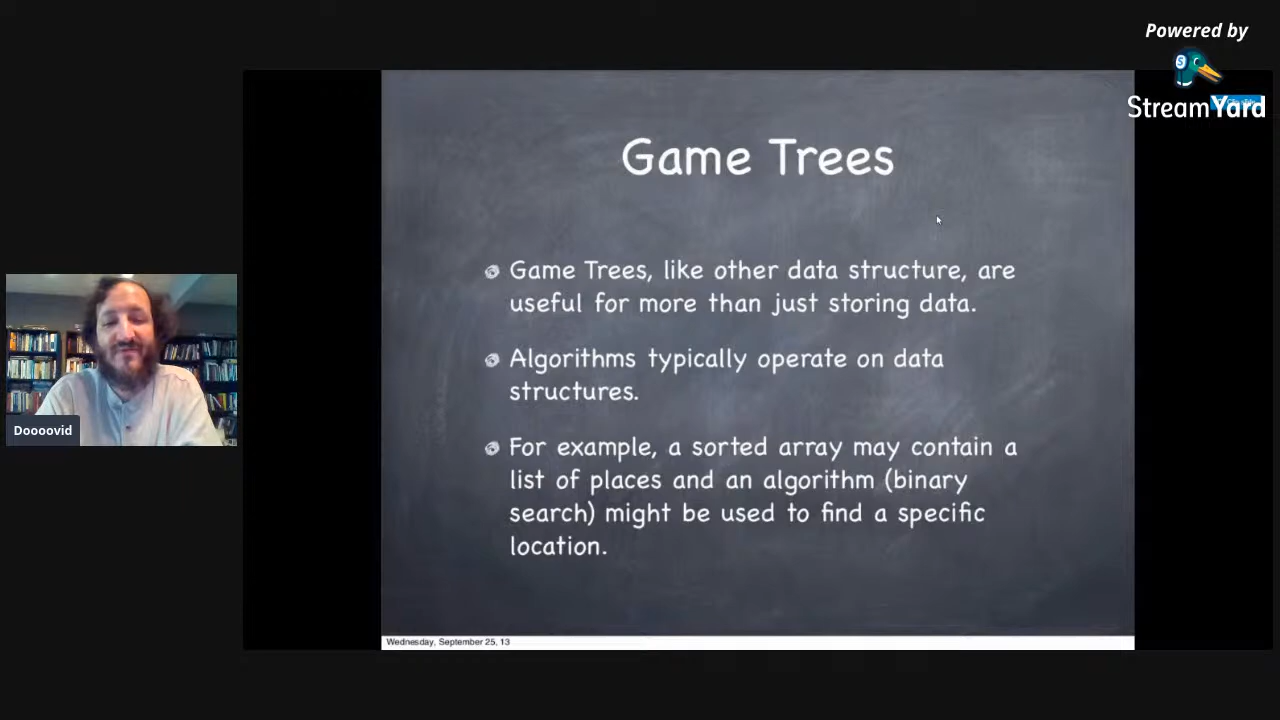 Powered by
StreamYard
Game Trees
Game Trees, like other data structure, are
useful for more than just storing data.
Algorithms typically operate on data
structures.
For example, a sorted array may contain a
list of places and an algorithm (binary
search) might be used to find a specific
location.
Doooovid
Wednesday, September 25, 13